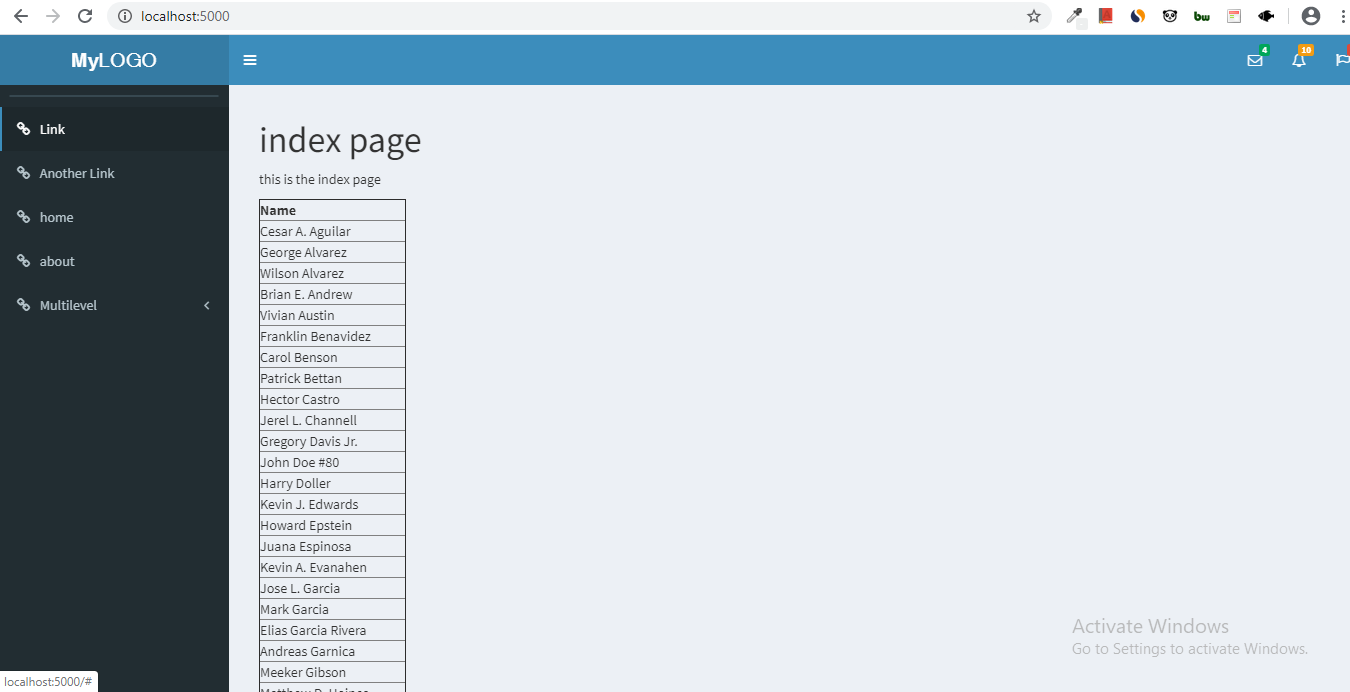 localhost:5000
bw
MyLOGO
4
10
Link
Another Link
home
about
Multilevel
index page
this is the index page
Name
Cesar A. Aguilar
George Alvarez
Wilson Alvarez
Brian E. Andrew
Vivian Austin
Franklin Benavidez
Carol Benson
Patrick Bettan
Hector Castro
Jerel L. Channell
Gregory Davis Jr.
John Doe #80
Harry Doller
Kevin J. Edwards
Howard Epstein
Juana Espinosa
Kevin A. Evanahen
Jose L. Garcia
Mark Garcia
Elias Garcia Rivera
Andreas Garnica
Meeker Gibson
Activate Windows
Go to Settings to activate Windows.
localhost:5000/#